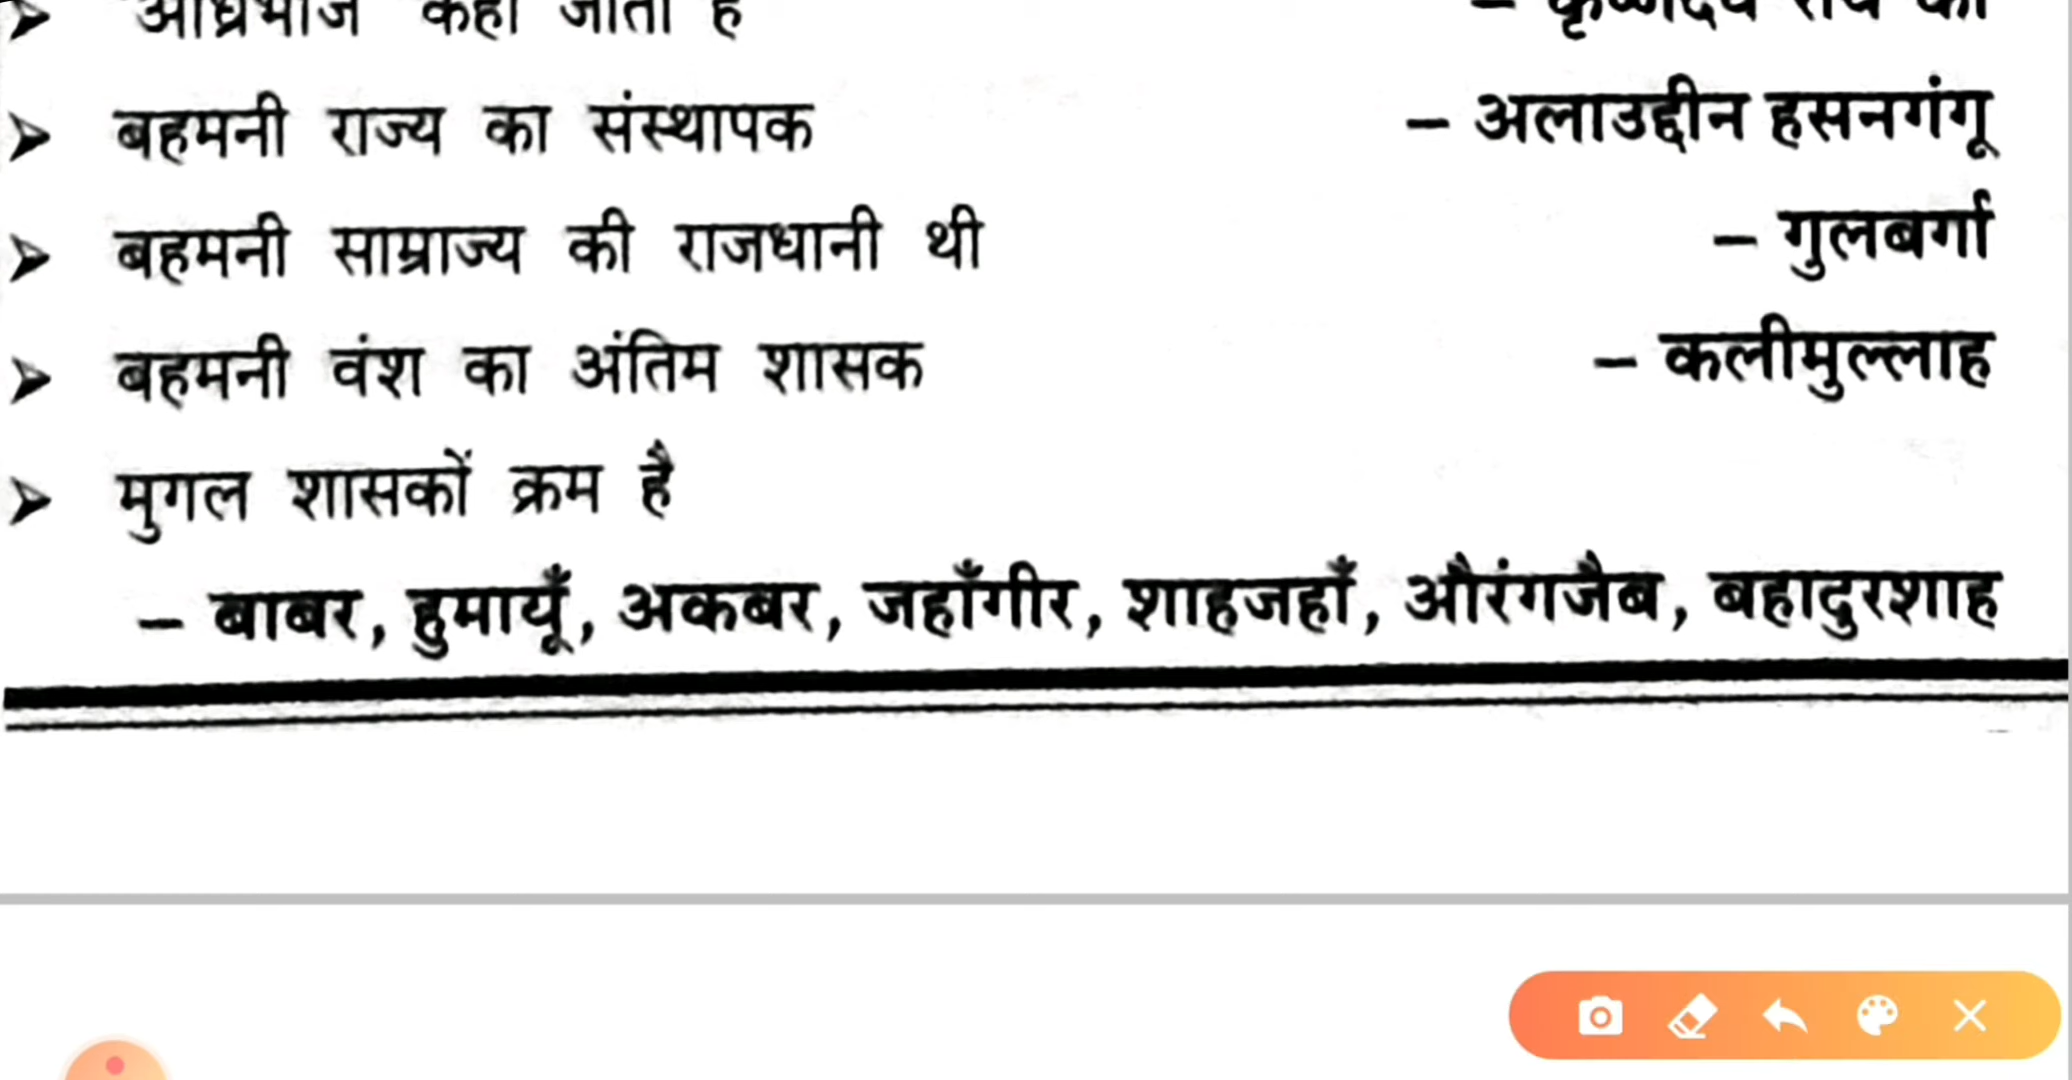 कहा जाता है
बहमनी राज्य का संस्थापक – अलाउद्दीन हसनगंगू
बहमनी साम्राज्य की राजधानी थी – गुलबर्गा
बहमनी वंश का अंतिम शासक – कलीमुल्लाह
मुगल शासकों क्रम है
– बाबर, हुमायूँ, अकबर, जहाँगीर, शाहजहाँ, औरंगजैब, बहादुरशाह